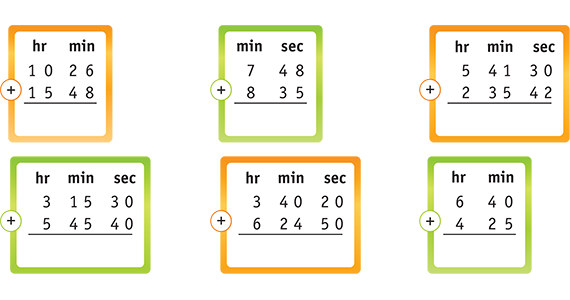 hr min
10 26
+ 15 48
min sec
7 48
+ 8 35
hr min sec
5 41 30
+ 2 35 42
hr min sec
3 15 30
+ 5 45 40
hr min sec
3 40 20
+ 6 24 50
hr min
6 40
+ 4 25